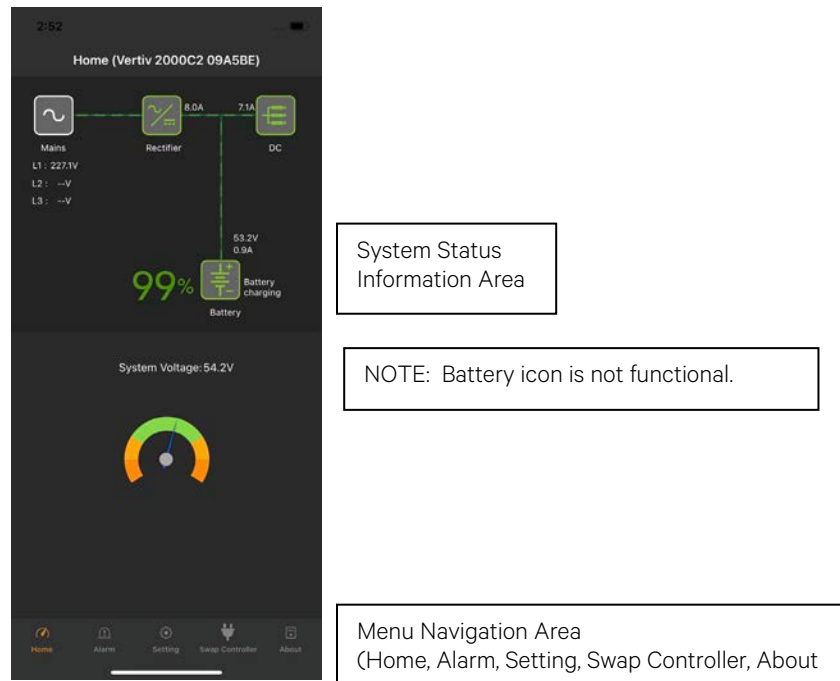 2:52
Home (Vertiv 2000C2 09A5BE)
8.0A
7.1A
Mains
Rectifier
DC
L1 : 227.1V
L2 : --V
L3 : --V
53.2V
0.9A
99%
Battery
charging
Battery
System Status
Information Area
NOTE: Battery icon is not functional.
System Voltage: 54.2V
Home
Alarm
Setting
Swap Controller
About
Menu Navigation Area
(Home, Alarm, Setting, Swap Controller, About